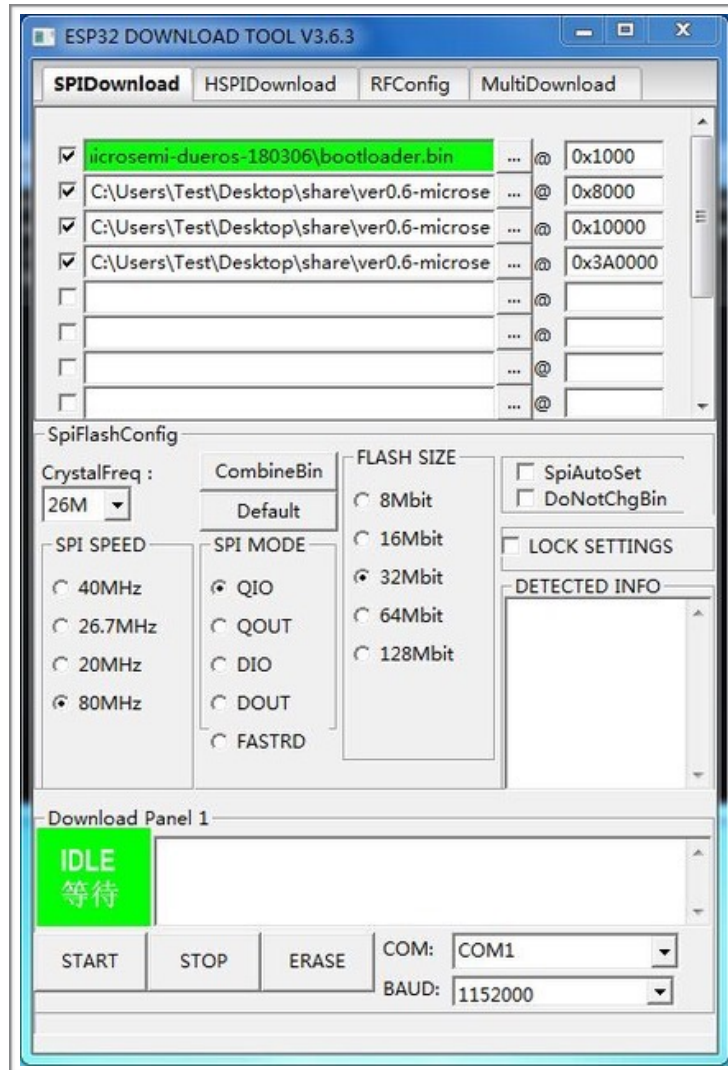 ESP32 DOWNLOAD TOOL V3.6.3
SPIDownload HSPIDownload RFConfig MultiDownload
icrosemi-dueros-180306\bootloader.bin ... @ 0x1000
C:\Users\Test\Desktop\share\ver0.6-microse ... @ 0x8000
C:\Users\Test\Desktop\share\ver0.6-microse ... @ 0x10000
C:\Users\Test\Desktop\share\ver0.6-microse ... @ 0x3A0000
... @
... @
... @
... @
SpiFlashConfig
CrystalFreq :
26M
CombineBin
Default
SPI SPEED
40MHz
26.7MHz
20MHz
80MHz
SPI MODE
QIO
QOUT
DIO
DOUT
FASTRD
FLASH SIZE
8Mbit
16Mbit
32Mbit
64Mbit
128Mbit
SpiAutoSet
DoNotChgBin
LOCK SETTINGS
DETECTED INFO
Download Panel 1
IDLE
等待
START STOP ERASE
COM: COM1
BAUD: 1152000